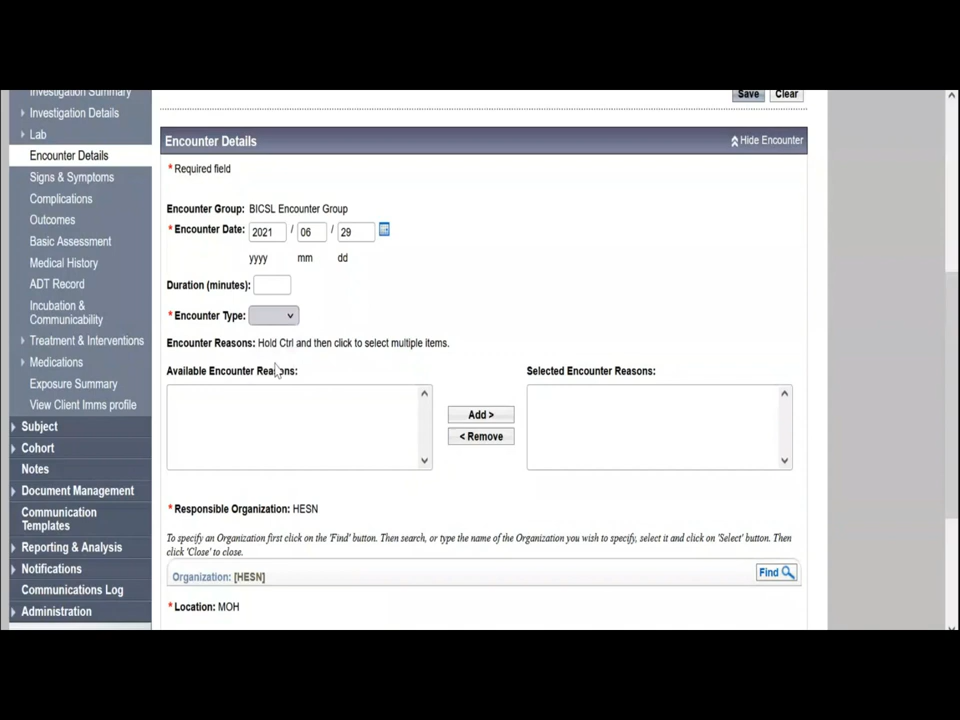 Investigation Summary
Investigation Details
Lab
Encounter Details
Signs & Symptoms
Complications
Outcomes
Basic Assessment
Medical History
ADT Record
Incubation &
Communicability
Treatment & Interventions
Medications
Exposure Summary
View Client Imms profile
Subject
Cohort
Notes
Document Management
Communication
Templates
Reporting & Analysis
Notifications
Communications Log
Administration
Save Clear
Encounter Details Hide Encounter
* Required field
Encounter Group: BICSL Encounter Group
* Encounter Date: 2021 / 06 / 29
yyyy mm dd
Duration (minutes):
* Encounter Type:
Encounter Reasons: Hold Ctrl and then click to select multiple items.
Available Encounter Reasons: Selected Encounter Reasons:
Add >
< Remove
* Responsible Organization: HESN
To specify an Organization first click on the 'Find' button. Then search, or type the name of the Organization you wish to specify, select it and click on 'Select' button. Then
click 'Close' to close.
Organization: [HESN] Find
* Location: MOH